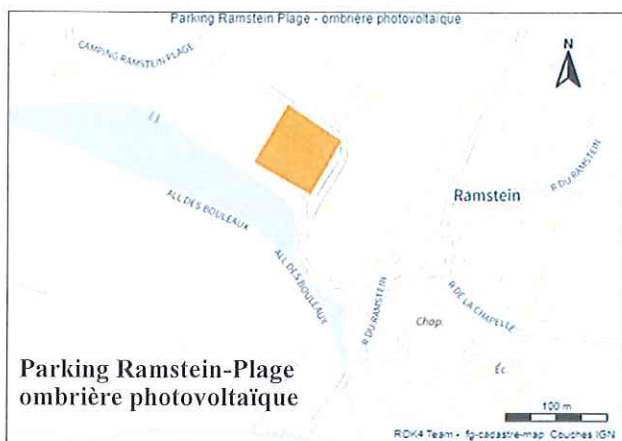 Parking Ramstein Plage - ombrière photovoltaïque
CAMPING RAMSTEIN PLAGE
N
ALL DES BOULEAUX
Ramstein
R DU RAMSTEIN
ALL DES BOULEAUX
R DU RAMSTEIN
R DE LA CHAPELLE
Chap.
Éc.
Parking Ramstein-Plage
ombrière photovoltaïque
100 m
ROK4 Team - fg-cadastre-map Couches IGN